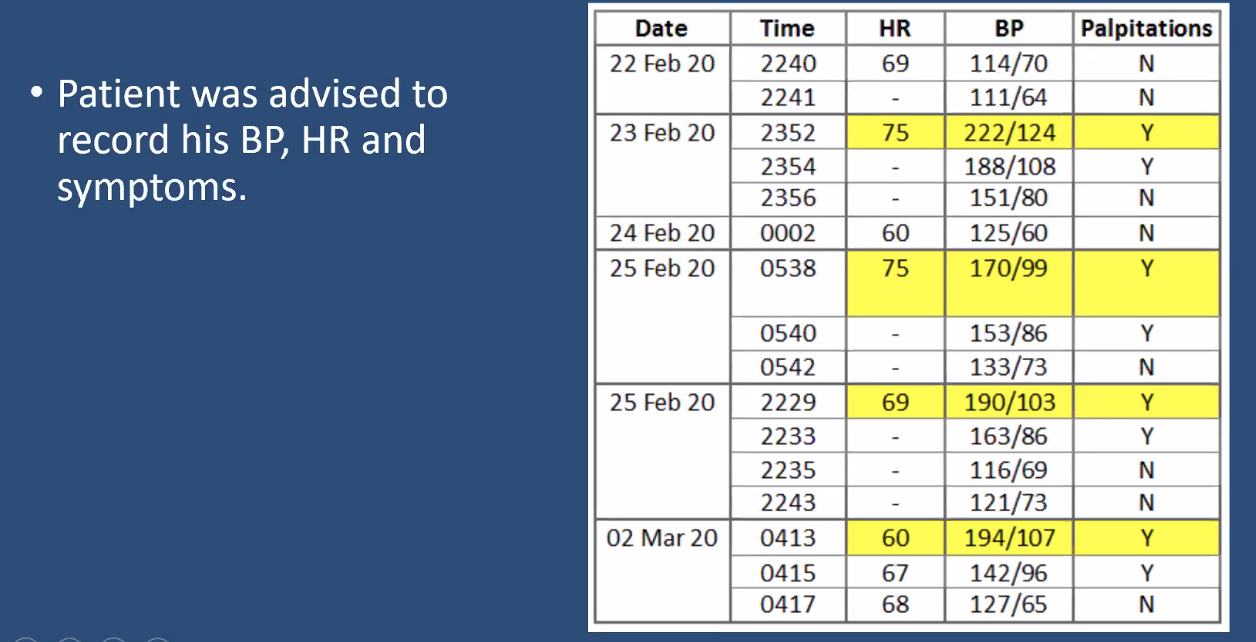 • Patient was advised to
record his BP, HR and
symptoms.
Date Time HR BP Palpitations
22 Feb 20 2240 69 114/70 N
2241 - 111/64 N
23 Feb 20 2352 75 222/124 Y
2354 - 188/108 Y
2356 - 151/80 N
24 Feb 20 0002 60 125/60 N
25 Feb 20 0538 75 170/99 Y
0540 - 153/86 Y
0542 - 133/73 N
25 Feb 20 2229 69 190/103 Y
2233 - 163/86 Y
2235 - 116/69 N
2243 - 121/73 N
02 Mar 20 0413 60 194/107 Y
0415 67 142/96 Y
0417 68 127/65 N